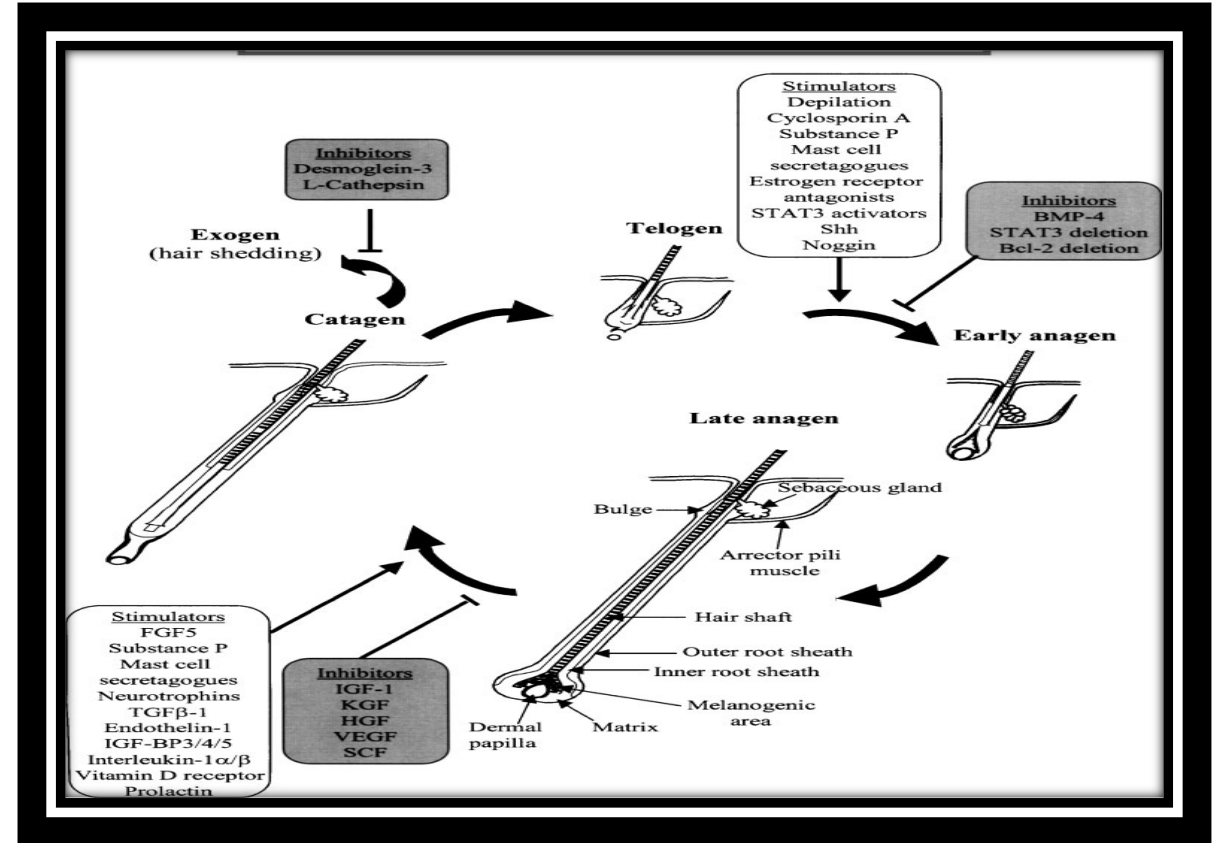 Stimulators
Depilation
Cyclosporin A
Substance P
Mast cell
secretagogues
Estrogen receptor
antagonists
STAT3 activators
Shh
Noggin
Inhibitors
Desmoglein-3
L-Cathepsin
Inhibitors
BMP-4
STAT3 deletion
Bcl-2 deletion
Exogen
(hair shedding)
Telogen
Catagen
Early anagen
Late anagen
Bulge
Sebaceous gland
Arrector pili
muscle
Hair shaft
Outer root sheath
Inner root sheath
Melanogenic
area
Dermal
papilla
Matrix
Stimulators
FGF5
Substance P
Mast cell
secretagogues
Neurotrophins
TGFβ-1
Endothelin-1
IGF-BP3/4/5
Interleukin-1α/β
Vitamin D receptor
Prolactin
Inhibitors
IGF-1
KGF
HGF
VEGF
SCF